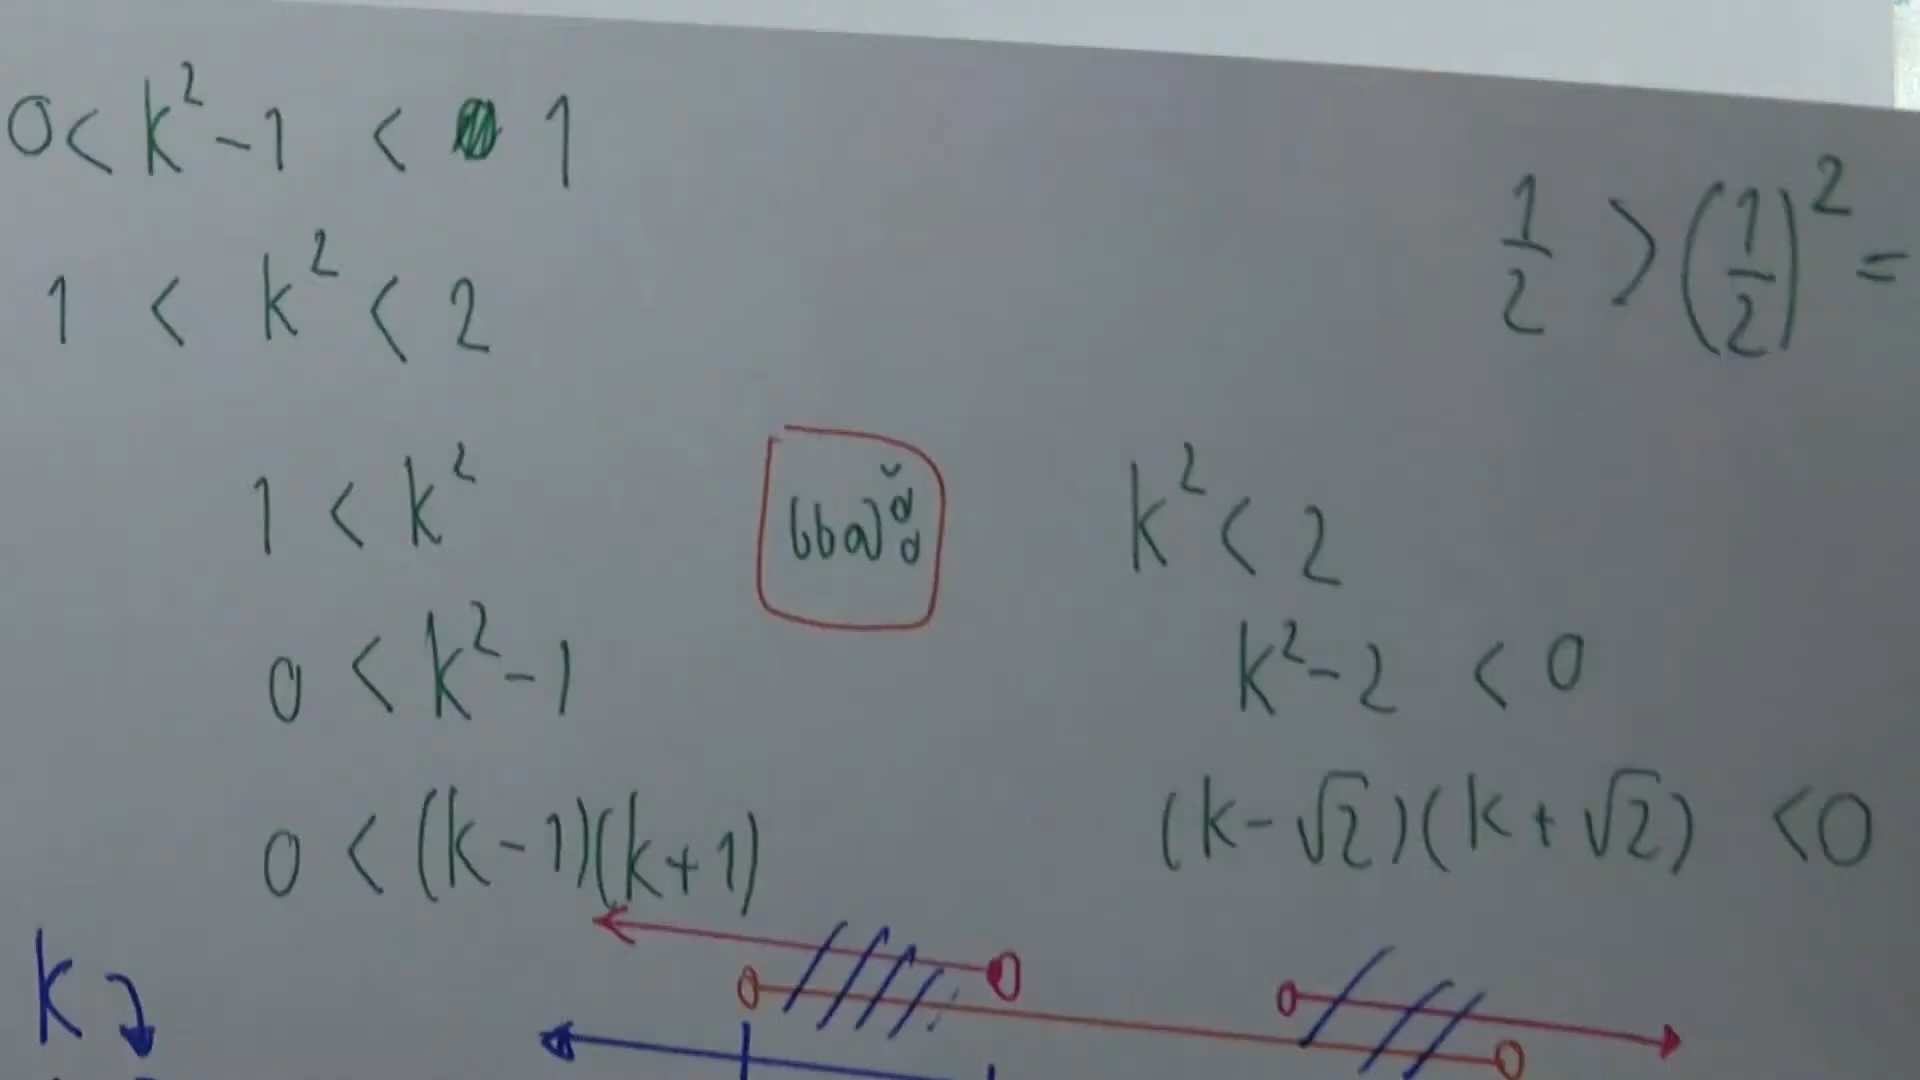 0 < k² - 1 < 1
1 < k² < 2
1/2 > (1/2)² =
1 < k² และ k² < 2
0 < k² - 1
k² - 2 < 0
0 < (k - 1)(k + 1)
(k - √2)(k + √2) < 0
k